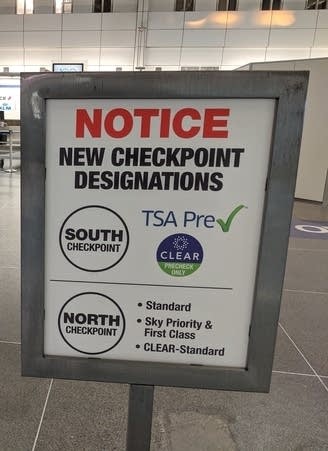 NOTICE
NEW CHECKPOINT
DESIGNATIONS
SOUTH
CHECKPOINT
TSA Pre✓
CLEAR
PRECHECK
ONLY
NORTH
CHECKPOINT
• Standard
• Sky Priority &
First Class
• CLEAR-Standard
KLM